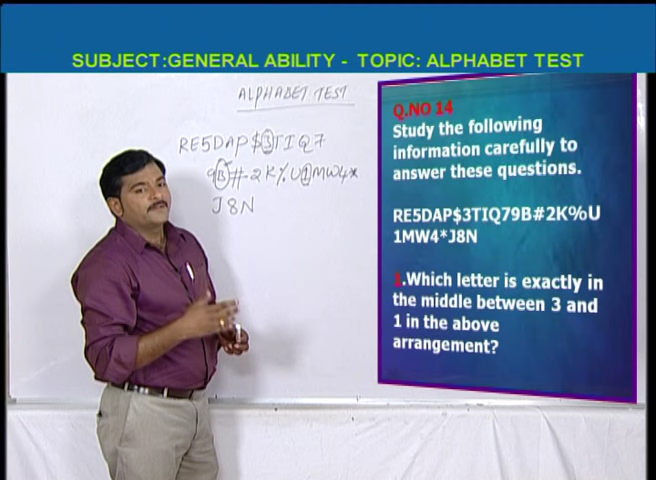 SUBJECT:GENERAL ABILITY - TOPIC: ALPHABET TEST
ALPHABET TEST
RE5DAP$3TIQ7
9B#2K%U1MW4*
J8N
Q.NO 14
Study the following
information carefully to
answer these questions.
RE5DAP$3TIQ79B#2K%U
1MW4*J8N
1.Which letter is exactly in
the middle between 3 and
1 in the above
arrangement?